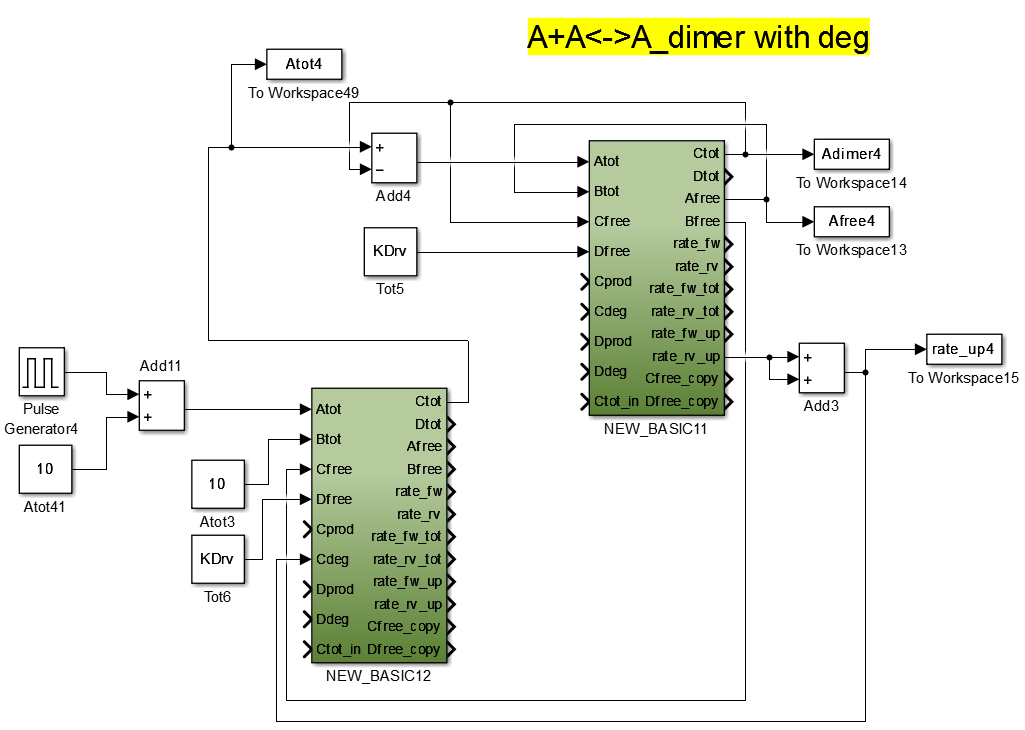 A+A<->A_dimer with deg
Atot4
To Workspace49
+
−
Add4
KDrv
Tot5
Atot
Btot
Cfree
Dfree
Cprod
Cdeg
Dprod
Ddeg
Ctot_in
Ctot
Dtot
Afree
Bfree
rate_fw
rate_rv
rate_fw_tot
rate_rv_tot
rate_fw_up
rate_rv_up
Cfree_copy
Dfree_copy
NEW_BASIC11
Adimer4
To Workspace14
Afree4
To Workspace13
+
+
Add3
rate_up4
To Workspace15
Pulse
Generator4
Add11
+
+
10
Atot41
10
Atot3
KDrv
Tot6
Atot
Btot
Cfree
Dfree
Cprod
Cdeg
Dprod
Ddeg
Ctot_in
Ctot
Dtot
Afree
Bfree
rate_fw
rate_rv
rate_fw_tot
rate_rv_tot
rate_fw_up
rate_rv_up
Cfree_copy
Dfree_copy
NEW_BASIC12